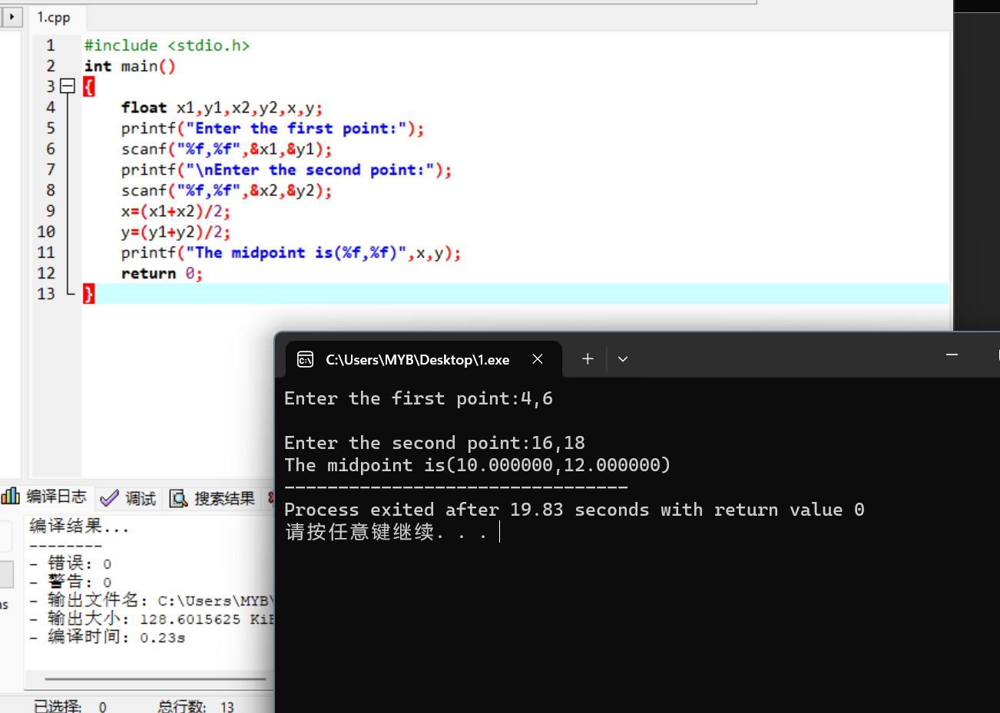 1.cpp
1 #include <stdio.h>
2 int main()
3 {
4 float x1,y1,x2,y2,x,y;
5 printf("Enter the first point:");
6 scanf("%f,%f",&x1,&y1);
7 printf("\nEnter the second point:");
8 scanf("%f,%f",&x2,&y2);
9 x=(x1+x2)/2;
10 y=(y1+y2)/2;
11 printf("The midpoint is(%f,%f)",x,y);
12 return 0;
13 }
C:\Users\MYB\Desktop\1.exe
Enter the first point:4,6
Enter the second point:16,18
The midpoint is(10.000000,12.000000)
--------------------------------
Process exited after 19.83 seconds with return value 0
请按任意键继续. . .
编译日志 调试 搜索结果
编译结果...
--------
- 错误: 0
- 警告: 0
- 输出文件名: C:\Users\MYB\
- 输出大小: 128.6015625 KiB
- 编译时间: 0.23s
已选择: 0 总行数: 13